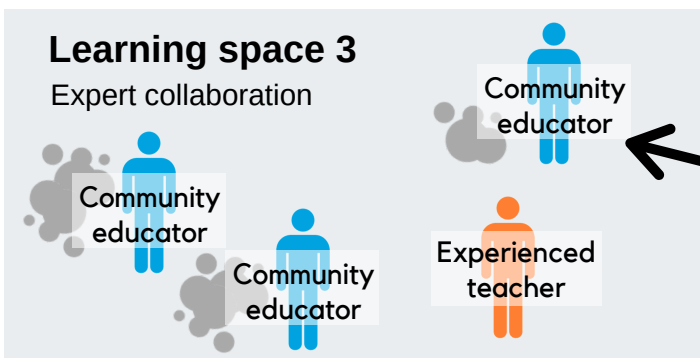 Learning space 3
Expert collaboration
Community
educator
Community
educator
Community
educator
Experienced
teacher